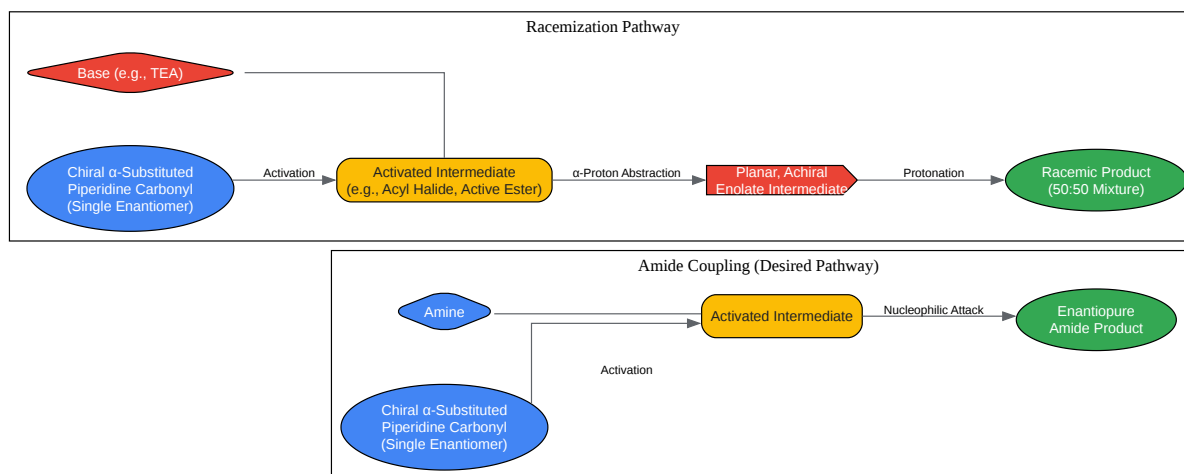 Racemization Pathway
Base (e.g., TEA)
Chiral α-Substituted
Piperidine Carbonyl
(Single Enantiomer)
Activation
Activated Intermediate
(e.g., Acyl Halide, Active Ester)
α-Proton Abstraction
Planar, Achiral
Enolate Intermediate
Protonation
Racemic Product
(50:50 Mixture)
Amide Coupling (Desired Pathway)
Amine
Activated Intermediate
Nucleophilic Attack
Enantiopure
Amide Product
Activation
Chiral α-Substituted
Piperidine Carbonyl
(Single Enantiomer)